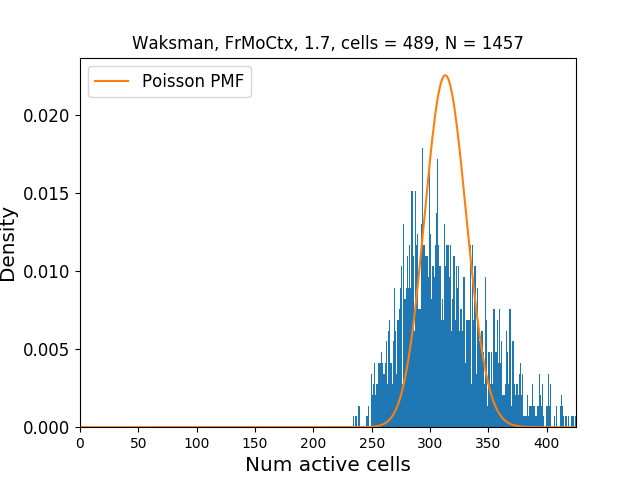 Waksman, FrMoCtx, 1.7, cells = 489, N = 1457
Poisson PMF
Density
0.020
0.015
0.010
0.005
0.000
0 50 100 150 200 250 300 350 400
Num active cells